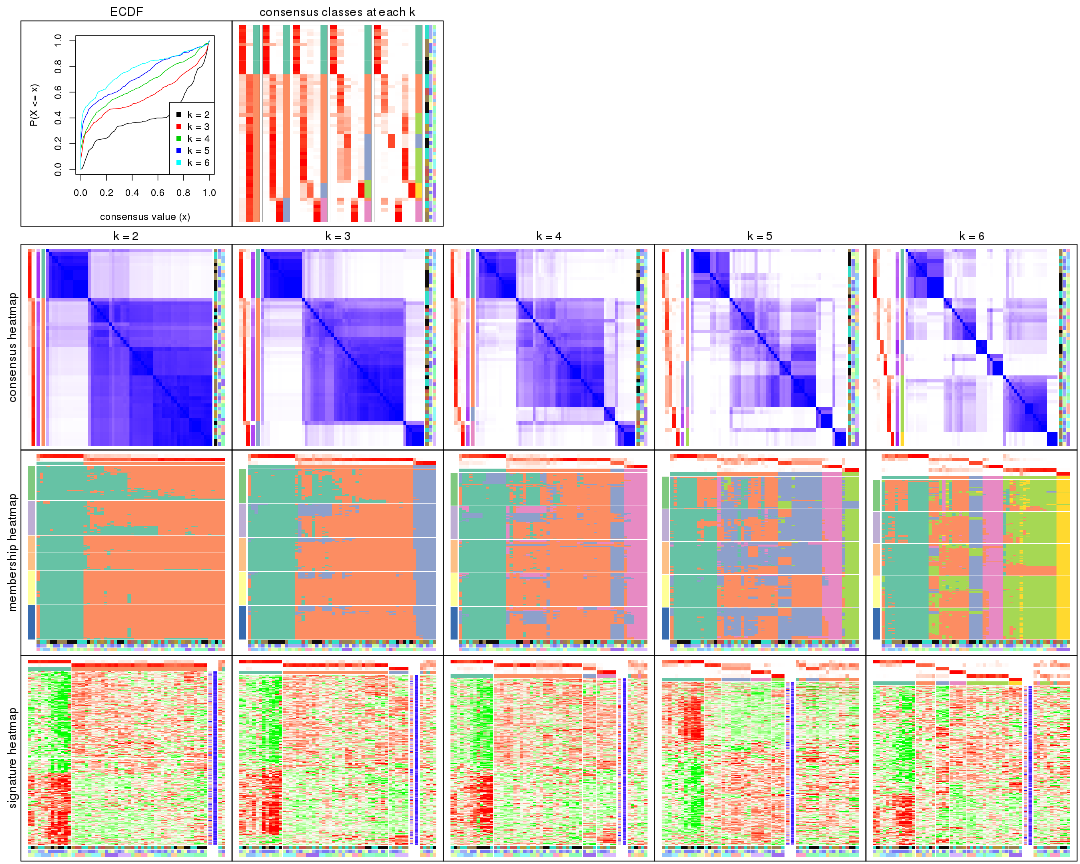 ECDF
consensus classes at each k
P(X <= x)
0.0 0.2 0.4 0.6 0.8 1.0
k = 2
k = 3
k = 4
k = 5
k = 6
0.0 0.2 0.4 0.6 0.8 1.0
consensus value (x)
k = 2 k = 3 k = 4 k = 5 k = 6
consensus heatmap
membership heatmap
signature heatmap